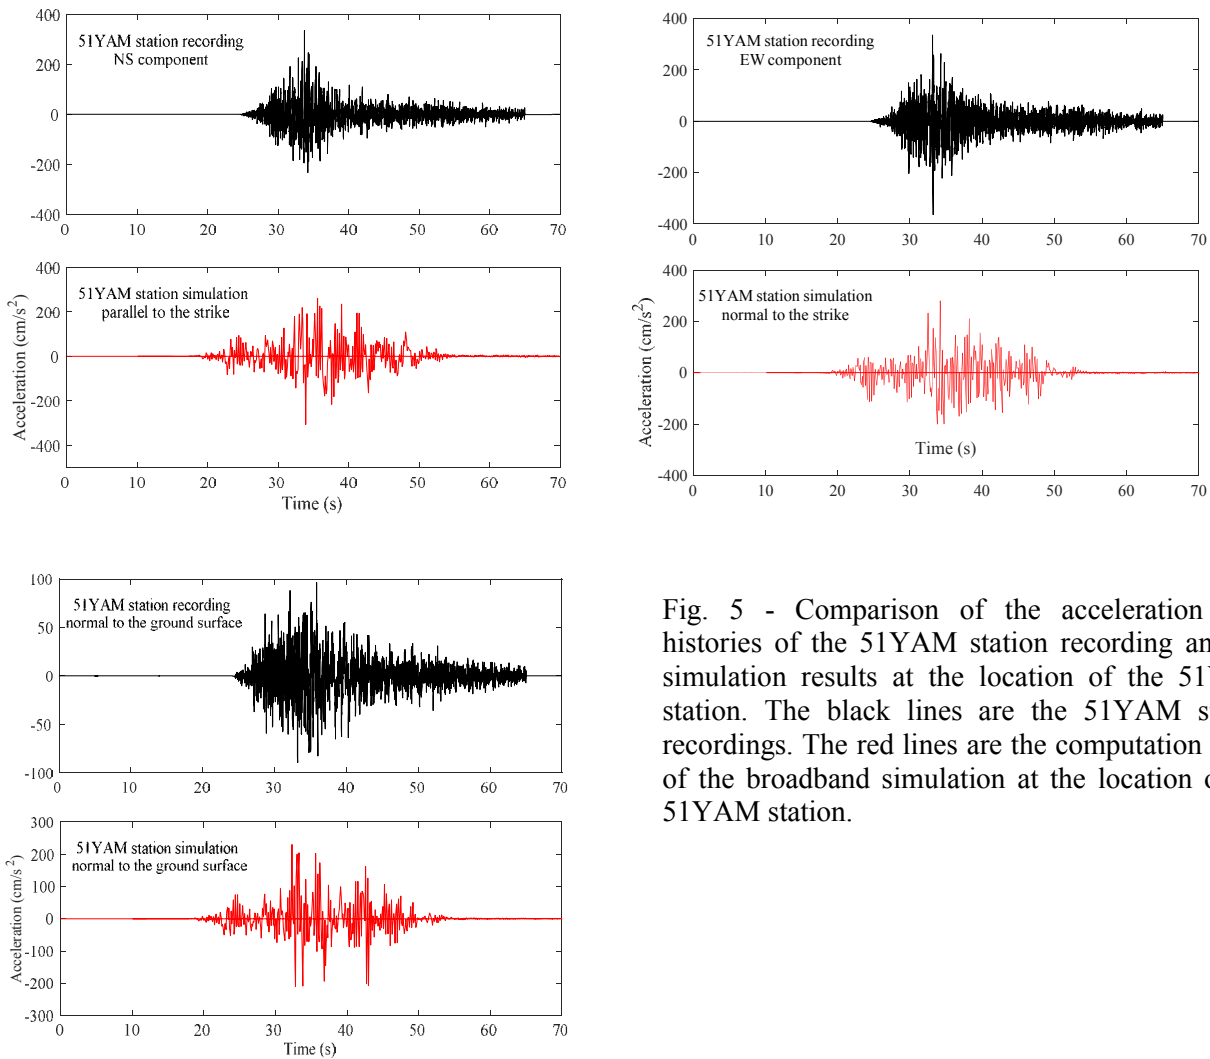 400
200
0
-200
-400
51YAM station recording
NS component
0 10 20 30 40 50 60 70
400
200
0
-200
-400
Acceleration (cm/s²)
51YAM station simulation
parallel to the strike
0 10 20 30 40 50 60 70
Time (s)
400
200
0
-200
-400
51YAM station recording
EW component
0 10 20 30 40 50 60 70
400
200
0
-200
-400
Acceleration (cm/s²)
51YAM station simulation
normal to the strike
Time (s)
0 10 20 30 40 50 60 70
100
50
0
-50
-100
51YAM station recording
normal to the ground surface
0 10 20 30 40 50 60 70
300
200
100
0
-100
-200
-300
Acceleration (cm/s²)
51YAM station simulation
normal to the ground surface
0 10 20 30 40 50 60 70
Time (s)
Fig. 5 - Comparison of the acceleration
histories of the 51YAM station recording an
simulation results at the location of the 51Y
station. The black lines are the 51YAM s
recordings. The red lines are the computation
of the broadband simulation at the location o
51YAM station.